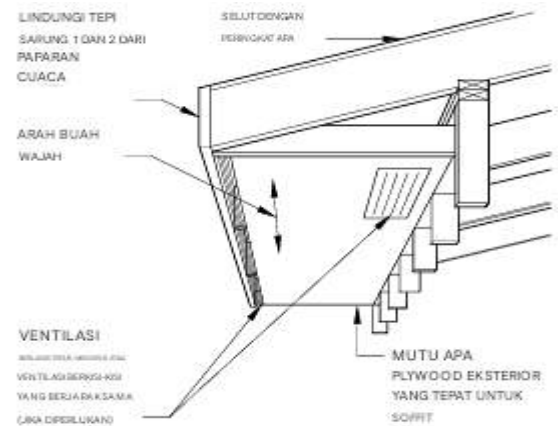 LINDUNGI TEPI
SARUNG 1 DAN 2 DARI
PAPARAN
CUACA
SELUT DENGAN
PERINGKAT APA
ARAH BUAH
WAJAH
VENTILASI
VENTILASI BERKISI-KISI
YANG BERJARAK SAMA
(JIKA DIPERLUKAN)
MUTU APA
PLYWOOD EKSTERIOR
YANG TEPAT UNTUK
SOFFIT